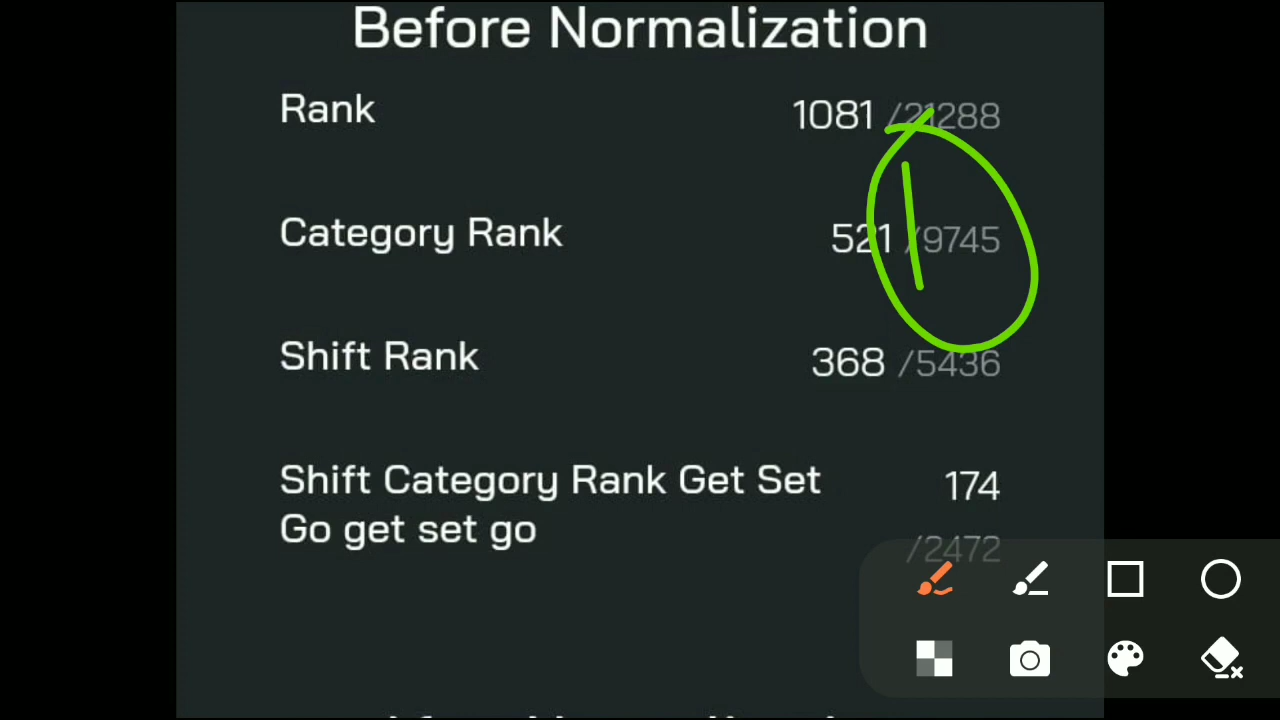 Before Normalization
Rank 1081 /21288
Category Rank 521 /9745
Shift Rank 368 /5436
Shift Category Rank Get Set 174
Go get set go /2472